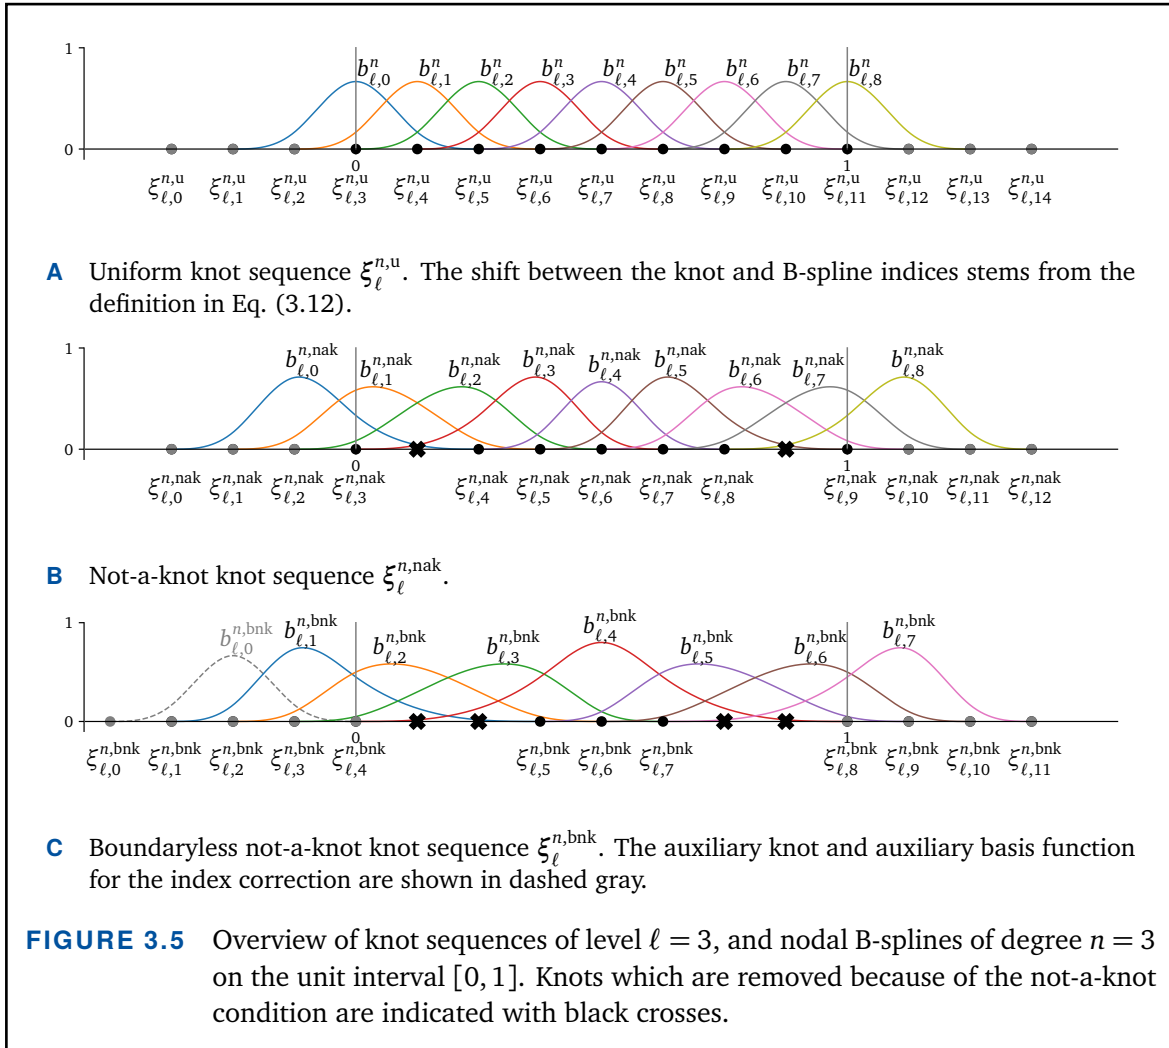 1
b^n_{ℓ,0} b^n_{ℓ,1} b^n_{ℓ,2} b^n_{ℓ,3} b^n_{ℓ,4} b^n_{ℓ,5} b^n_{ℓ,6} b^n_{ℓ,7} b^n_{ℓ,8}
0
0 1
ξ^{n,u}_{ℓ,0} ξ^{n,u}_{ℓ,1} ξ^{n,u}_{ℓ,2} ξ^{n,u}_{ℓ,3} ξ^{n,u}_{ℓ,4} ξ^{n,u}_{ℓ,5} ξ^{n,u}_{ℓ,6} ξ^{n,u}_{ℓ,7} ξ^{n,u}_{ℓ,8} ξ^{n,u}_{ℓ,9} ξ^{n,u}_{ℓ,10} ξ^{n,u}_{ℓ,11} ξ^{n,u}_{ℓ,12} ξ^{n,u}_{ℓ,13} ξ^{n,u}_{ℓ,14}
A Uniform knot sequence ξ^{n,u}_ℓ. The shift between the knot and B-spline indices stems from the
definition in Eq. (3.12).
1
b^{n,nak}_{ℓ,0} b^{n,nak}_{ℓ,1} b^{n,nak}_{ℓ,2} b^{n,nak}_{ℓ,3} b^{n,nak}_{ℓ,4} b^{n,nak}_{ℓ,5} b^{n,nak}_{ℓ,6} b^{n,nak}_{ℓ,7} b^{n,nak}_{ℓ,8}
0
0 1
ξ^{n,nak}_{ℓ,0} ξ^{n,nak}_{ℓ,1} ξ^{n,nak}_{ℓ,2} ξ^{n,nak}_{ℓ,3} ξ^{n,nak}_{ℓ,4} ξ^{n,nak}_{ℓ,5} ξ^{n,nak}_{ℓ,6} ξ^{n,nak}_{ℓ,7} ξ^{n,nak}_{ℓ,8} ξ^{n,nak}_{ℓ,9} ξ^{n,nak}_{ℓ,10} ξ^{n,nak}_{ℓ,11} ξ^{n,nak}_{ℓ,12}
B Not-a-knot knot sequence ξ^{n,nak}_ℓ.
1
b^{n,bnk}_{ℓ,0} b^{n,bnk}_{ℓ,1} b^{n,bnk}_{ℓ,2} b^{n,bnk}_{ℓ,3} b^{n,bnk}_{ℓ,4} b^{n,bnk}_{ℓ,5} b^{n,bnk}_{ℓ,6} b^{n,bnk}_{ℓ,7}
0
0 1
ξ^{n,bnk}_{ℓ,0} ξ^{n,bnk}_{ℓ,1} ξ^{n,bnk}_{ℓ,2} ξ^{n,bnk}_{ℓ,3} ξ^{n,bnk}_{ℓ,4} ξ^{n,bnk}_{ℓ,5} ξ^{n,bnk}_{ℓ,6} ξ^{n,bnk}_{ℓ,7} ξ^{n,bnk}_{ℓ,8} ξ^{n,bnk}_{ℓ,9} ξ^{n,bnk}_{ℓ,10} ξ^{n,bnk}_{ℓ,11}
C Boundaryless not-a-knot knot sequence ξ^{n,bnk}_ℓ. The auxiliary knot and auxiliary basis function
for the index correction are shown in dashed gray.
FIGURE 3.5 Overview of knot sequences of level ℓ = 3, and nodal B-splines of degree n = 3
on the unit interval [0, 1]. Knots which are removed because of the not-a-knot
condition are indicated with black crosses.